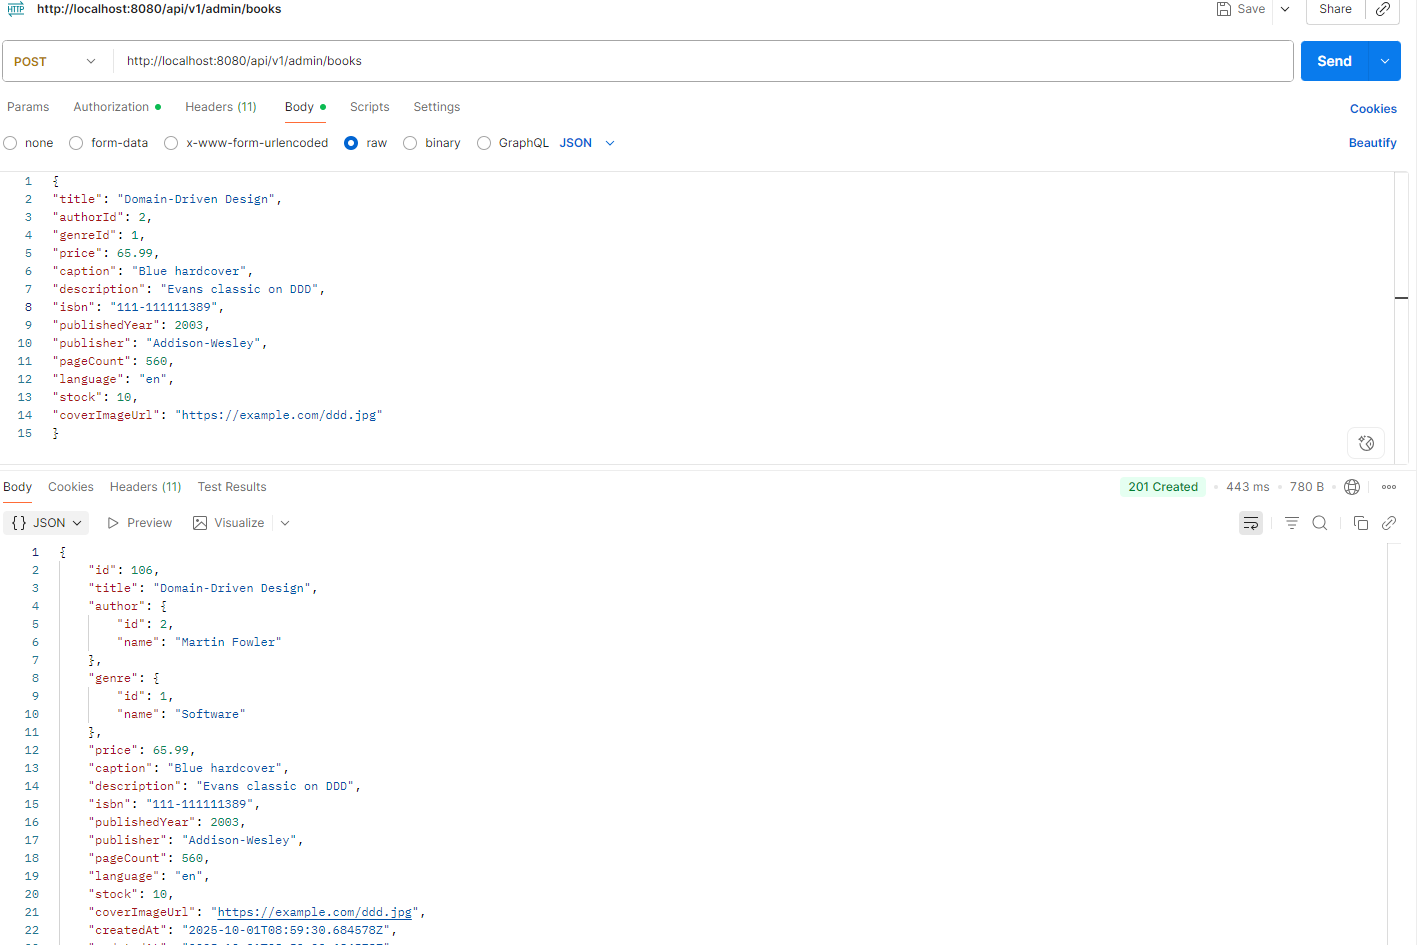 HTTP http://localhost:8080/api/v1/admin/books Save Share
POST http://localhost:8080/api/v1/admin/books Send
Params Authorization Headers (11) Body Scripts Settings Cookies
none form-data x-www-form-urlencoded raw binary GraphQL JSON Beautify
1 {
2 "title": "Domain-Driven Design",
3 "authorId": 2,
4 "genreId": 1,
5 "price": 65.99,
6 "caption": "Blue hardcover",
7 "description": "Evans classic on DDD",
8 "isbn": "111-111111389",
9 "publishedYear": 2003,
10 "publisher": "Addison-Wesley",
11 "pageCount": 560,
12 "language": "en",
13 "stock": 10,
14 "coverImageUrl": "https://example.com/ddd.jpg"
15 }
Body Cookies Headers (11) Test Results 201 Created 443 ms 780 B
{} JSON Preview Visualize
1 {
2 "id": 106,
3 "title": "Domain-Driven Design",
4 "author": {
5 "id": 2,
6 "name": "Martin Fowler"
7 },
8 "genre": {
9 "id": 1,
10 "name": "Software"
11 },
12 "price": 65.99,
13 "caption": "Blue hardcover",
14 "description": "Evans classic on DDD",
15 "isbn": "111-111111389",
16 "publishedYear": 2003,
17 "publisher": "Addison-Wesley",
18 "pageCount": 560,
19 "language": "en",
20 "stock": 10,
21 "coverImageUrl": "https://example.com/ddd.jpg",
22 "createdAt": "2025-10-01T08:59:30.684578Z",